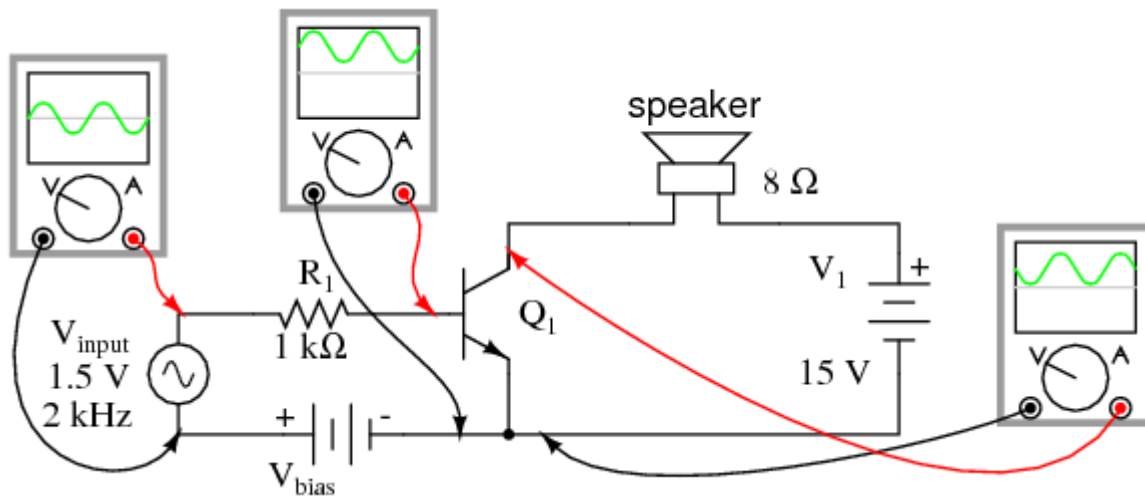 V A
V A
speaker
8 Ω
R1
1 kΩ
Vinput
1.5 V
2 kHz
+ -
Vbias
Q1
V1
+
15 V
V A